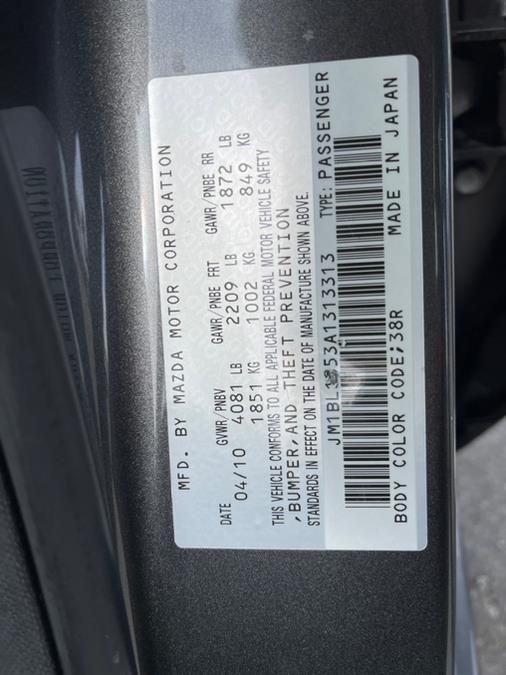 MFD. BY MAZDA MOTOR CORPORATION
DATE GVWR/PNBV GAWR/PNBE FRT GAWR/PNBE RR
04/10 4081 LB 2209 LB 1872 LB
1851 KG 1002 KG 849 KG
THIS VEHICLE CONFORMS TO ALL APPLICABLE FEDERAL MOTOR VEHICLE SAFETY
,BUMPER,AND THEFT PREVENTION
STANDARDS IN EFFECT ON THE DATE OF MANUFACTURE SHOWN ABOVE.
JM1BL1S53A1313313 TYPE: PASSENGER
BODY COLOR CODE;38R MADE IN JAPAN